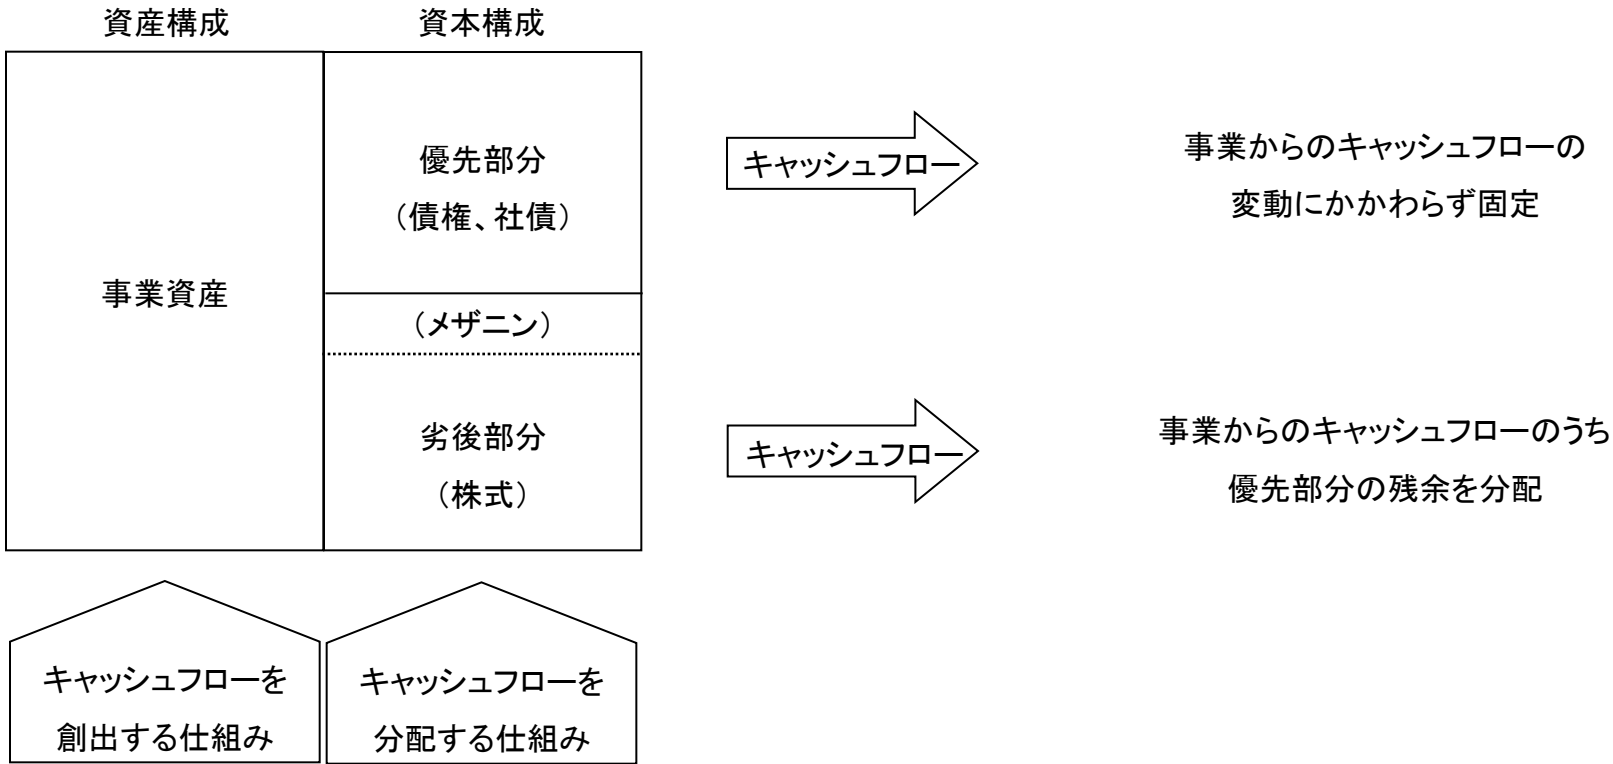 資産構成
資本構成
事業資産
優先部分
（債権、社債）
（メザニン）
劣後部分
（株式）
キャッシュフロー
事業からのキャッシュフローの
変動にかかわらず固定
キャッシュフロー
事業からのキャッシュフローのうち
優先部分の残余を分配
キャッシュフローを
創出する仕組み
キャッシュフローを
分配する仕組み